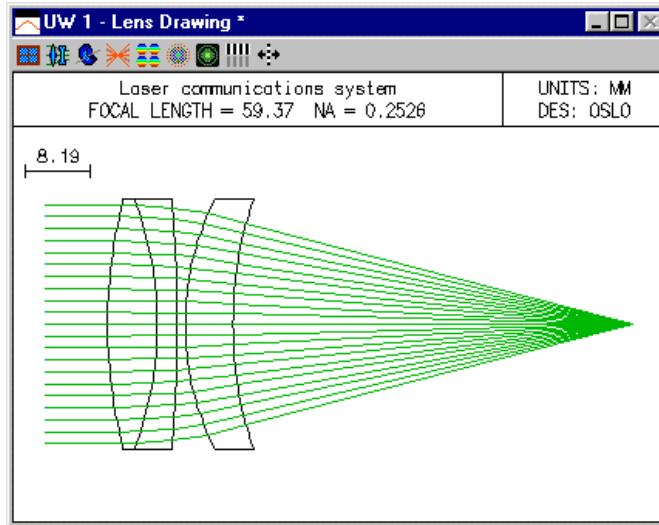 UW 1 - Lens Drawing *
Laser communications system
FOCAL LENGTH = 59.37 NA = 0.2526
UNITS: MM
DES: OSLO
8.19